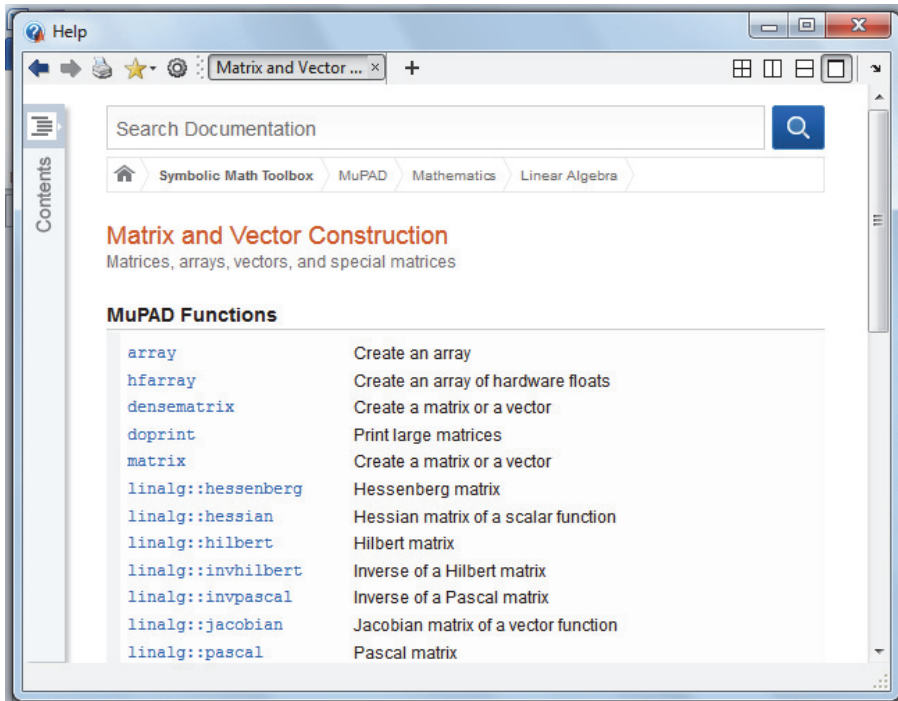 Help
Matrix and Vector ... × +
Contents
Search Documentation
Symbolic Math Toolbox MuPAD Mathematics Linear Algebra
Matrix and Vector Construction
Matrices, arrays, vectors, and special matrices
MuPAD Functions
array Create an array
hfarray Create an array of hardware floats
densematrix Create a matrix or a vector
doprint Print large matrices
matrix Create a matrix or a vector
linalg::hessenberg Hessenberg matrix
linalg::hessian Hessian matrix of a scalar function
linalg::hilbert Hilbert matrix
linalg::invhilbert Inverse of a Hilbert matrix
linalg::invpascal Inverse of a Pascal matrix
linalg::jacobian Jacobian matrix of a vector function
linalg::pascal Pascal matrix